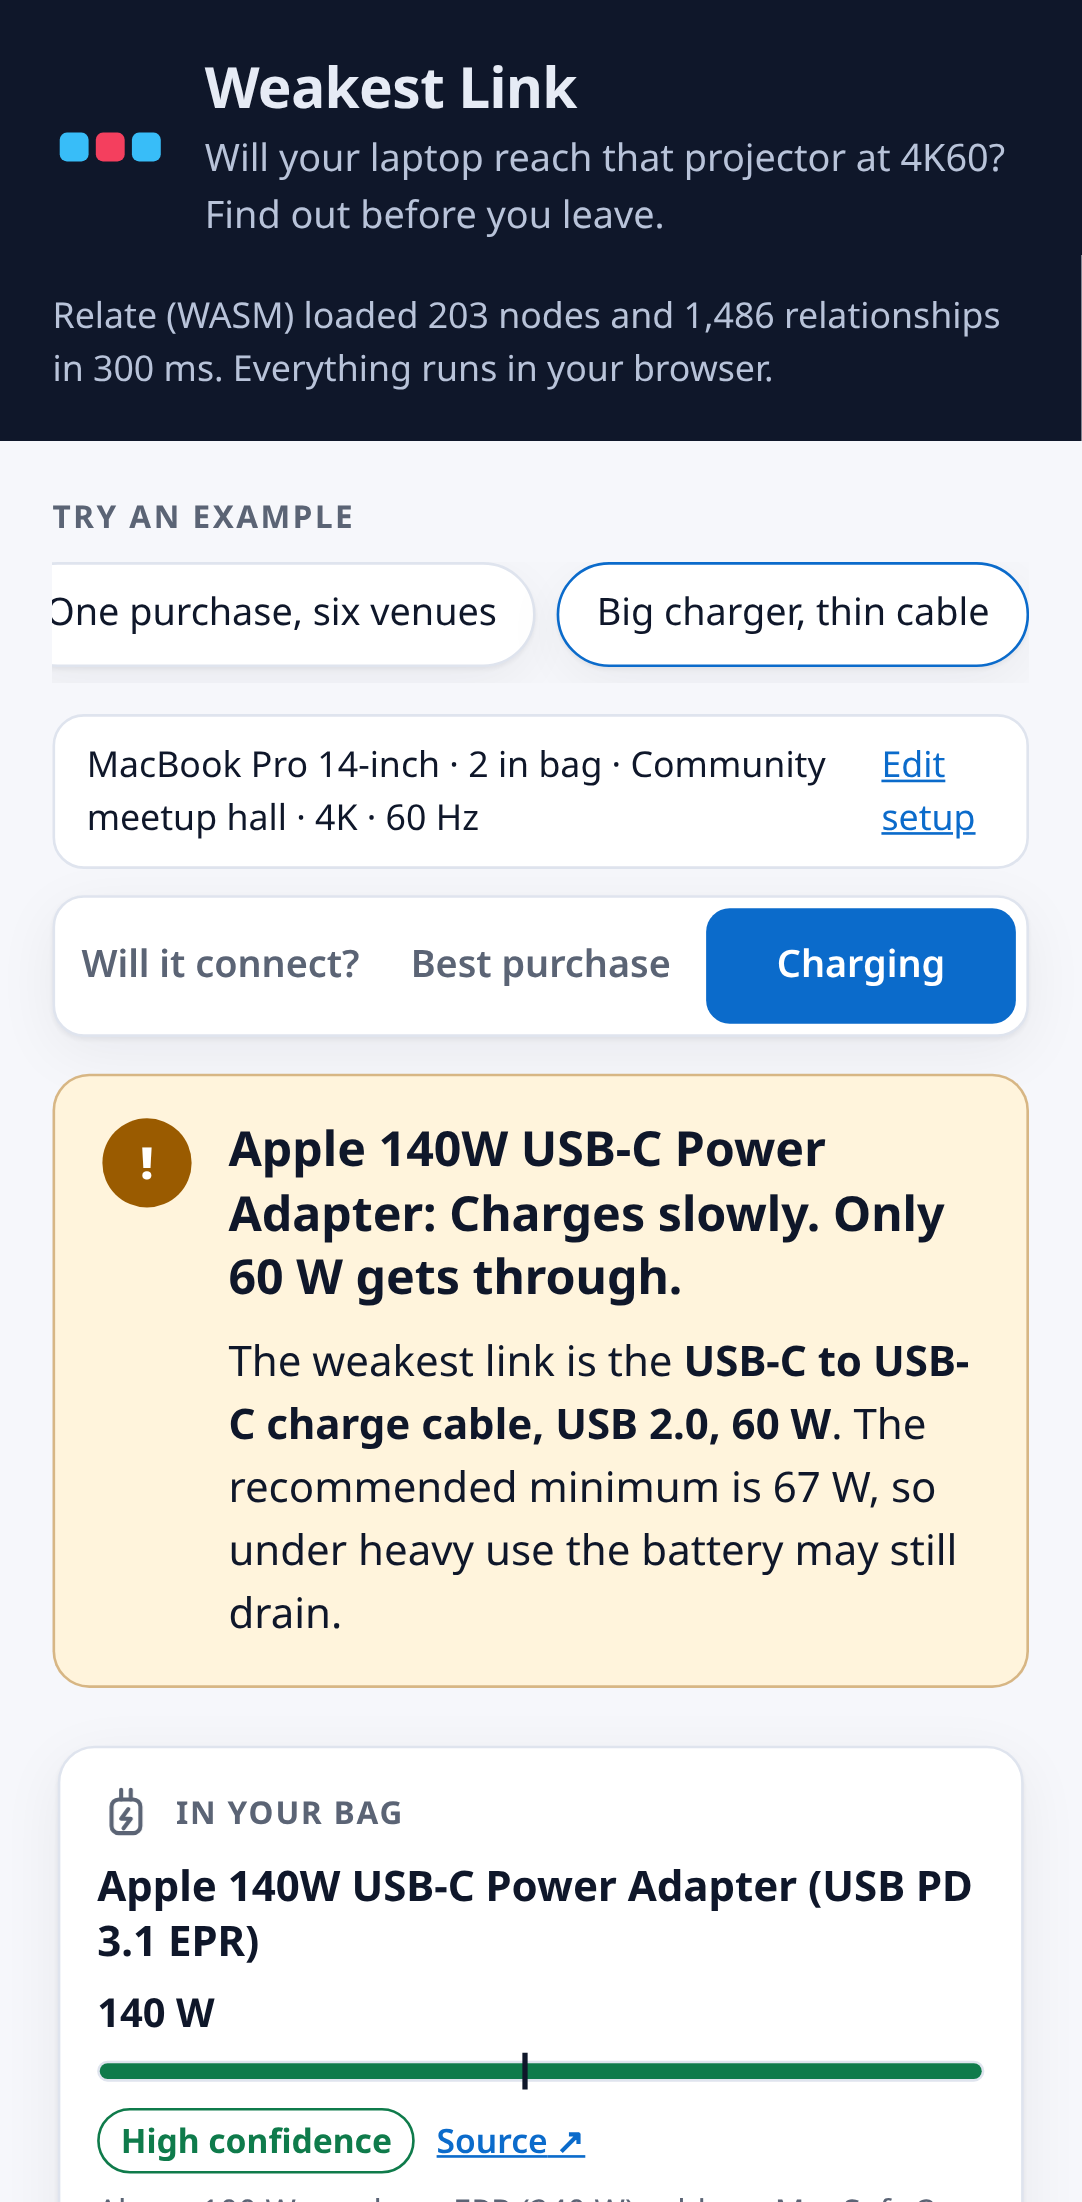 Weakest Link
Will your laptop reach that projector at 4K60?
Find out before you leave.
Relate (WASM) loaded 203 nodes and 1,486 relationships
in 300 ms. Everything runs in your browser.
TRY AN EXAMPLE
One purchase, six venues
Big charger, thin cable
MacBook Pro 14-inch · 2 in bag · Community
meetup hall · 4K · 60 Hz
Edit
setup
Will it connect?
Best purchase
Charging
!
Apple 140W USB-C Power
Adapter: Charges slowly. Only
60 W gets through.
The weakest link is the USB-C to USB-
C charge cable, USB 2.0, 60 W. The
recommended minimum is 67 W, so
under heavy use the battery may still
drain.
IN YOUR BAG
Apple 140W USB-C Power Adapter (USB PD
3.1 EPR)
140 W
High confidence
Source ↗